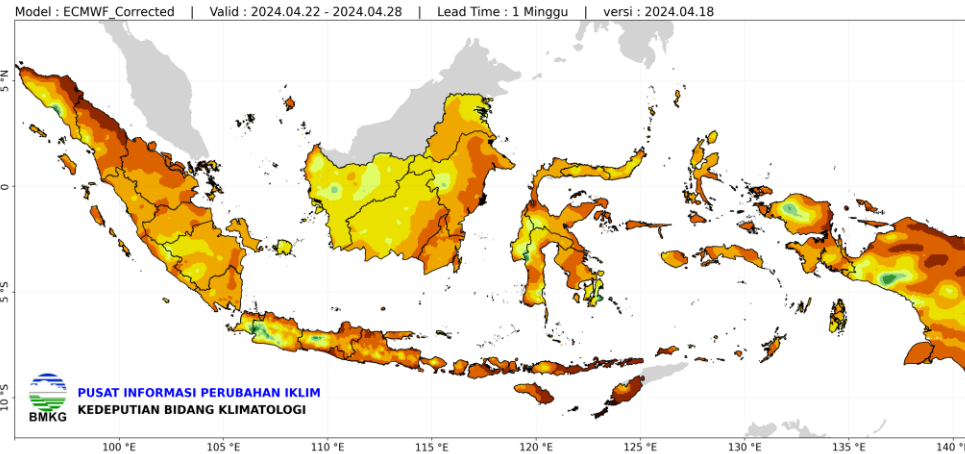 Model : ECMWF_Corrected | Valid : 2024.04.22 - 2024.04.28 | Lead Time : 1 Minggu | versi : 2024.04.18
5 °N
0
5 °S
10 °S
PUSAT INFORMASI PERUBAHAN IKLIM
KEDEPUTIAN BIDANG KLIMATOLOGI
BMKG
100 °E 105 °E 110 °E 115 °E 120 °E 125 °E 130 °E 135 °E 140 °E